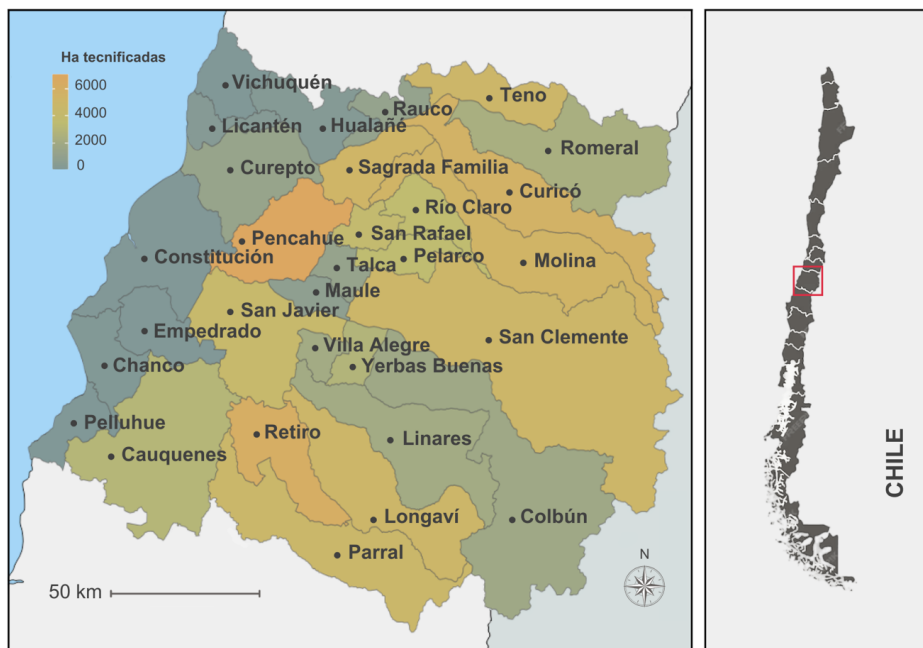 Ha tecnificadas
6000
4000
2000
0
Vichuquén
Teno
Rauco
Licantén
Hualañé
Romeral
Curepto
Sagrada Familia
Curicó
Río Claro
San Rafael
Pencahue
Constitución
Pelarco
Talca
Molina
Maule
San Javier
Empedrado
San Clemente
Villa Alegre
Yerbas Buenas
Chanco
Pelluhue
Retiro
Linares
Cauquenes
Longaví
Colbún
Parral
N
50 km
CHILE